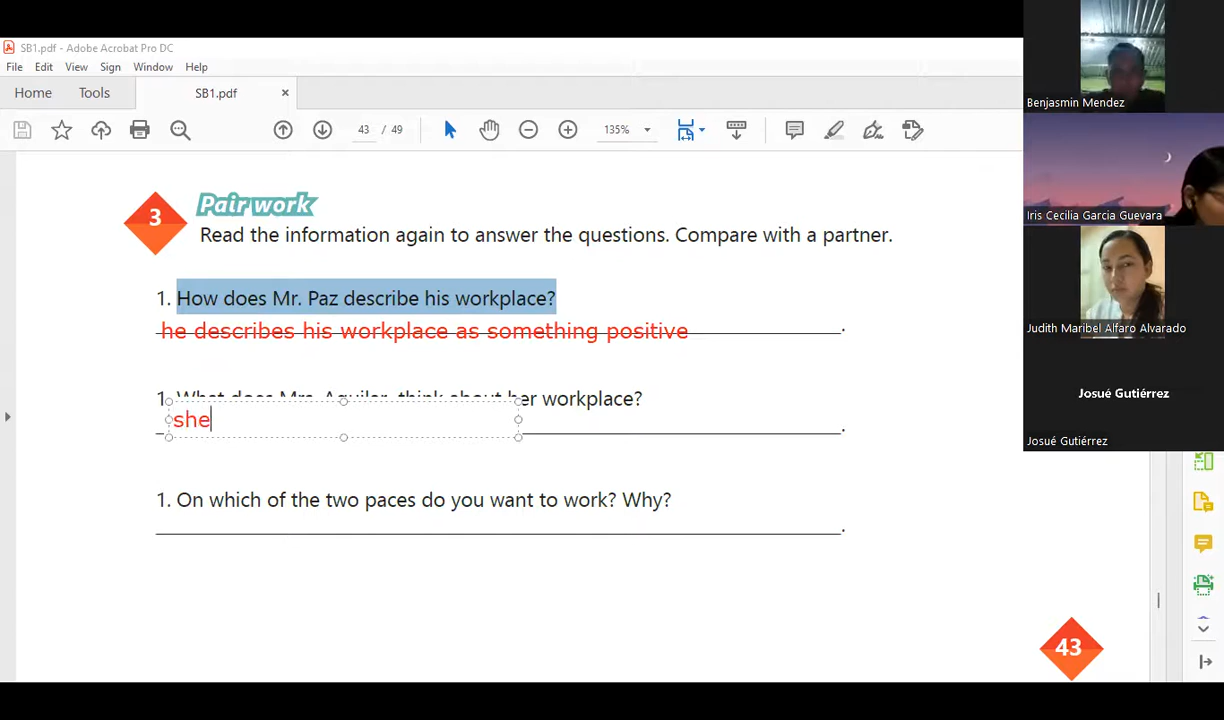 SB1.pdf - Adobe Acrobat Pro DC
File Edit View Sign Window Help
Home Tools SB1.pdf ×
43 / 49 135%
3 Pair work
Read the information again to answer the questions. Compare with a partner.
1. How does Mr. Paz describe his workplace?
he describes his workplace as something positive
1. What does Mrs. Aguilar think about her workplace?
she
1. On which of the two paces do you want to work? Why?
43
Benjasmin Mendez
Iris Cecilia Garcia Guevara
Judith Maribel Alfaro Alvarado
Josué Gutiérrez
Josué Gutiérrez